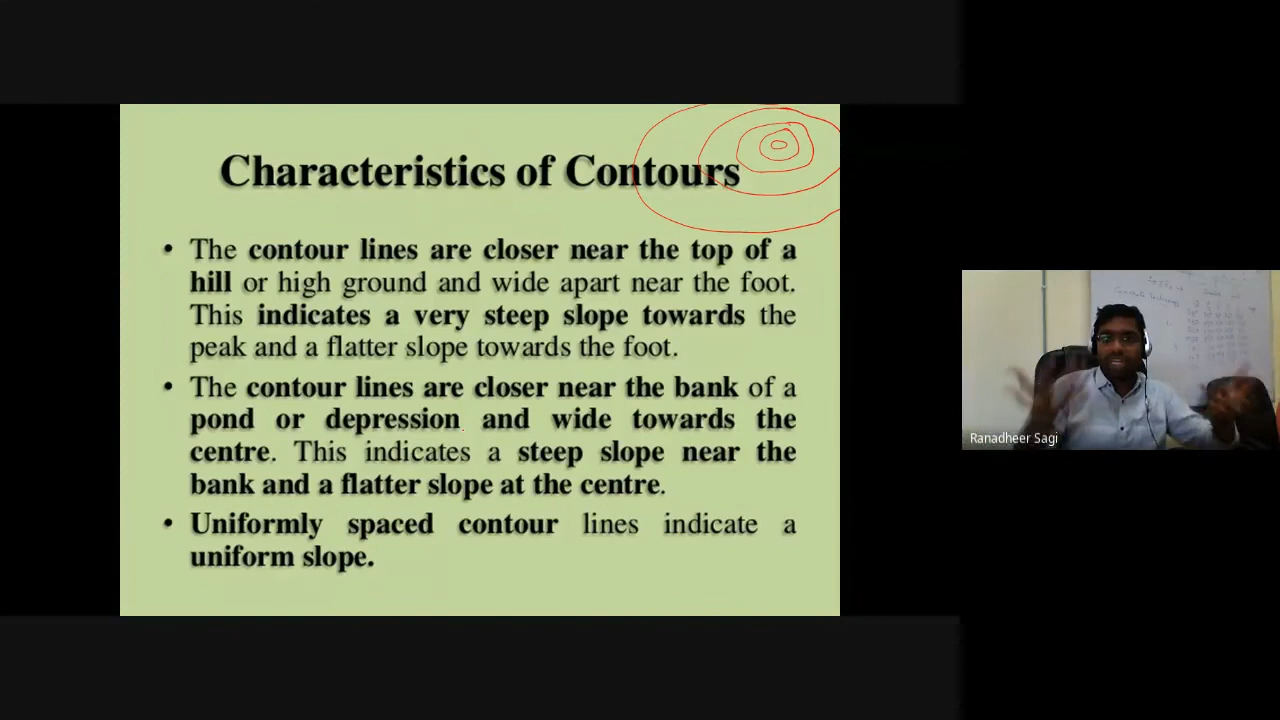 Characteristics of Contours
• The contour lines are closer near the top of a
hill or high ground and wide apart near the foot.
This indicates a very steep slope towards the
peak and a flatter slope towards the foot.
• The contour lines are closer near the bank of a
pond or depression and wide towards the
centre. This indicates a steep slope near the
bank and a flatter slope at the centre.
• Uniformly spaced contour lines indicate a
uniform slope.
Ranadheer Sagi